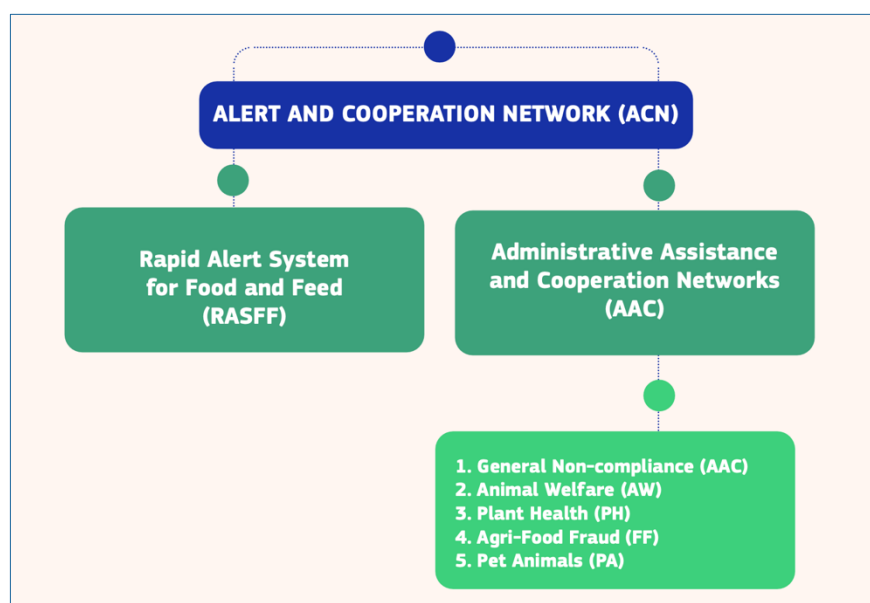 ALERT AND COOPERATION NETWORK (ACN)
Rapid Alert System
for Food and Feed
(RASFF)
Administrative Assistance
and Cooperation Networks
(AAC)
1. General Non-compliance (AAC)
2. Animal Welfare (AW)
3. Plant Health (PH)
4. Agri-Food Fraud (FF)
5. Pet Animals (PA)